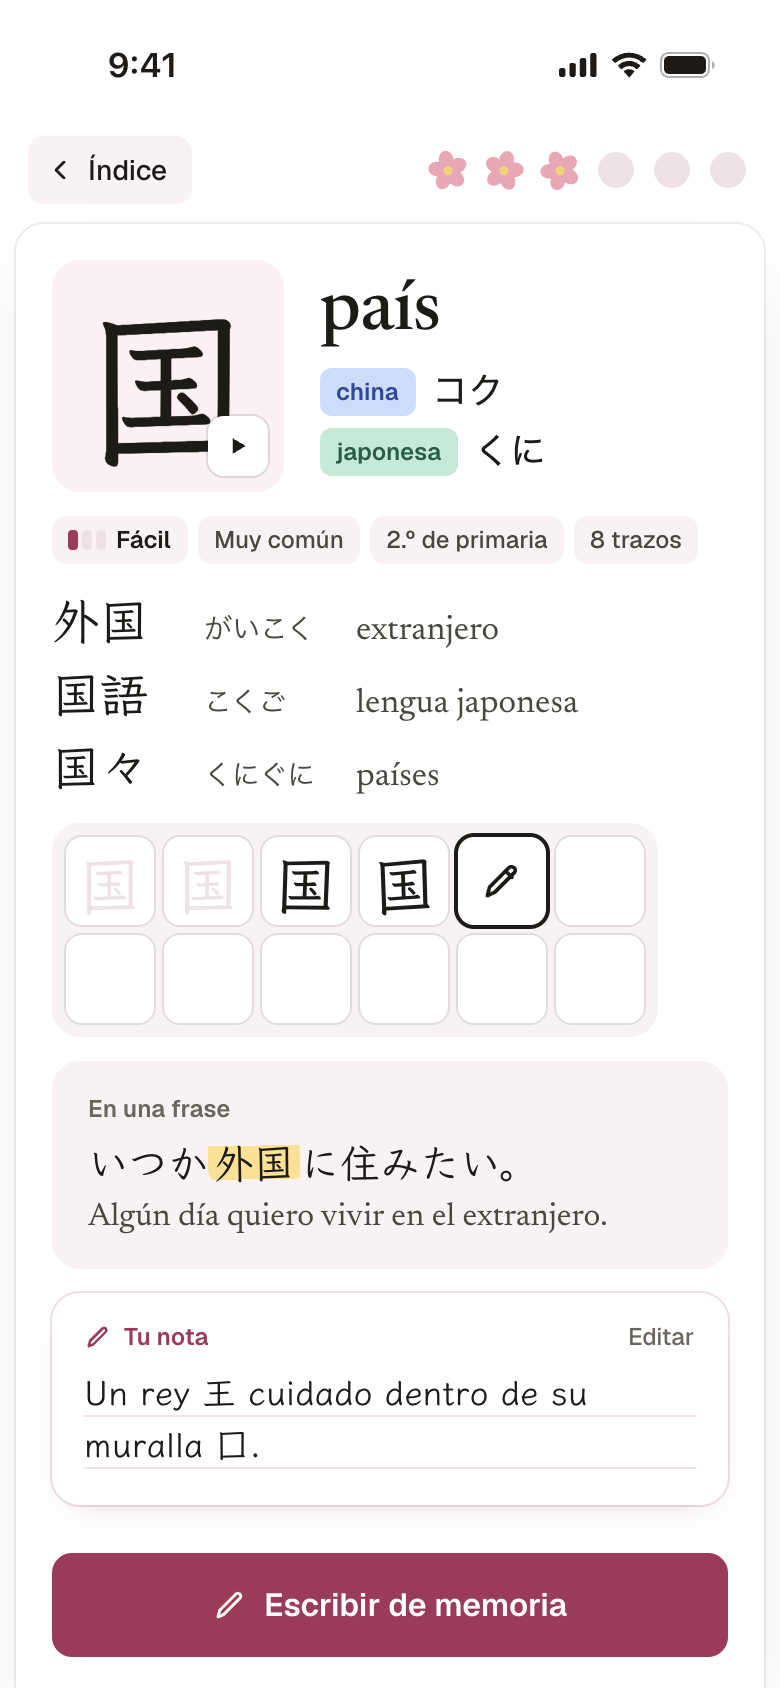 9:41
Índice
国
país
china コク
japonesa くに
Fácil Muy común 2.º de primaria 8 trazos
外国 がいこく extranjero
国語 こくご lengua japonesa
国々 くにぐに países
国 国 国 国
En una frase
いつか外国に住みたい。
Algún día quiero vivir en el extranjero.
Tu nota Editar
Un rey 王 cuidado dentro de su
muralla 囗.
Escribir de memoria